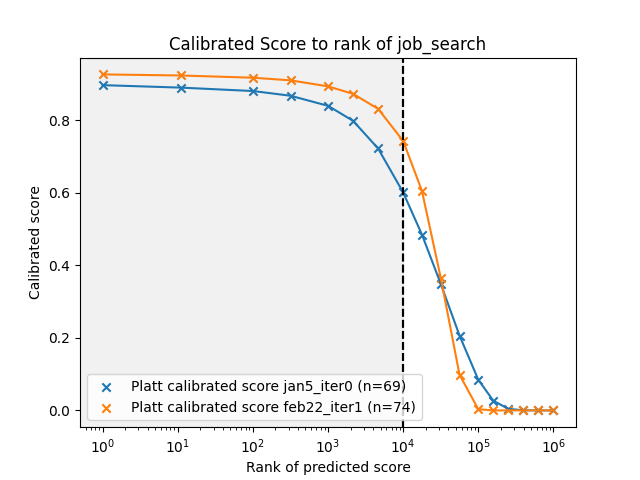 Calibrated Score to rank of job_search
Calibrated score
0.8
0.6
0.4
0.2
0.0
Platt calibrated score jan5_iter0 (n=69)
Platt calibrated score feb22_iter1 (n=74)
10⁰ 10¹ 10² 10³ 10⁴ 10⁵ 10⁶
Rank of predicted score